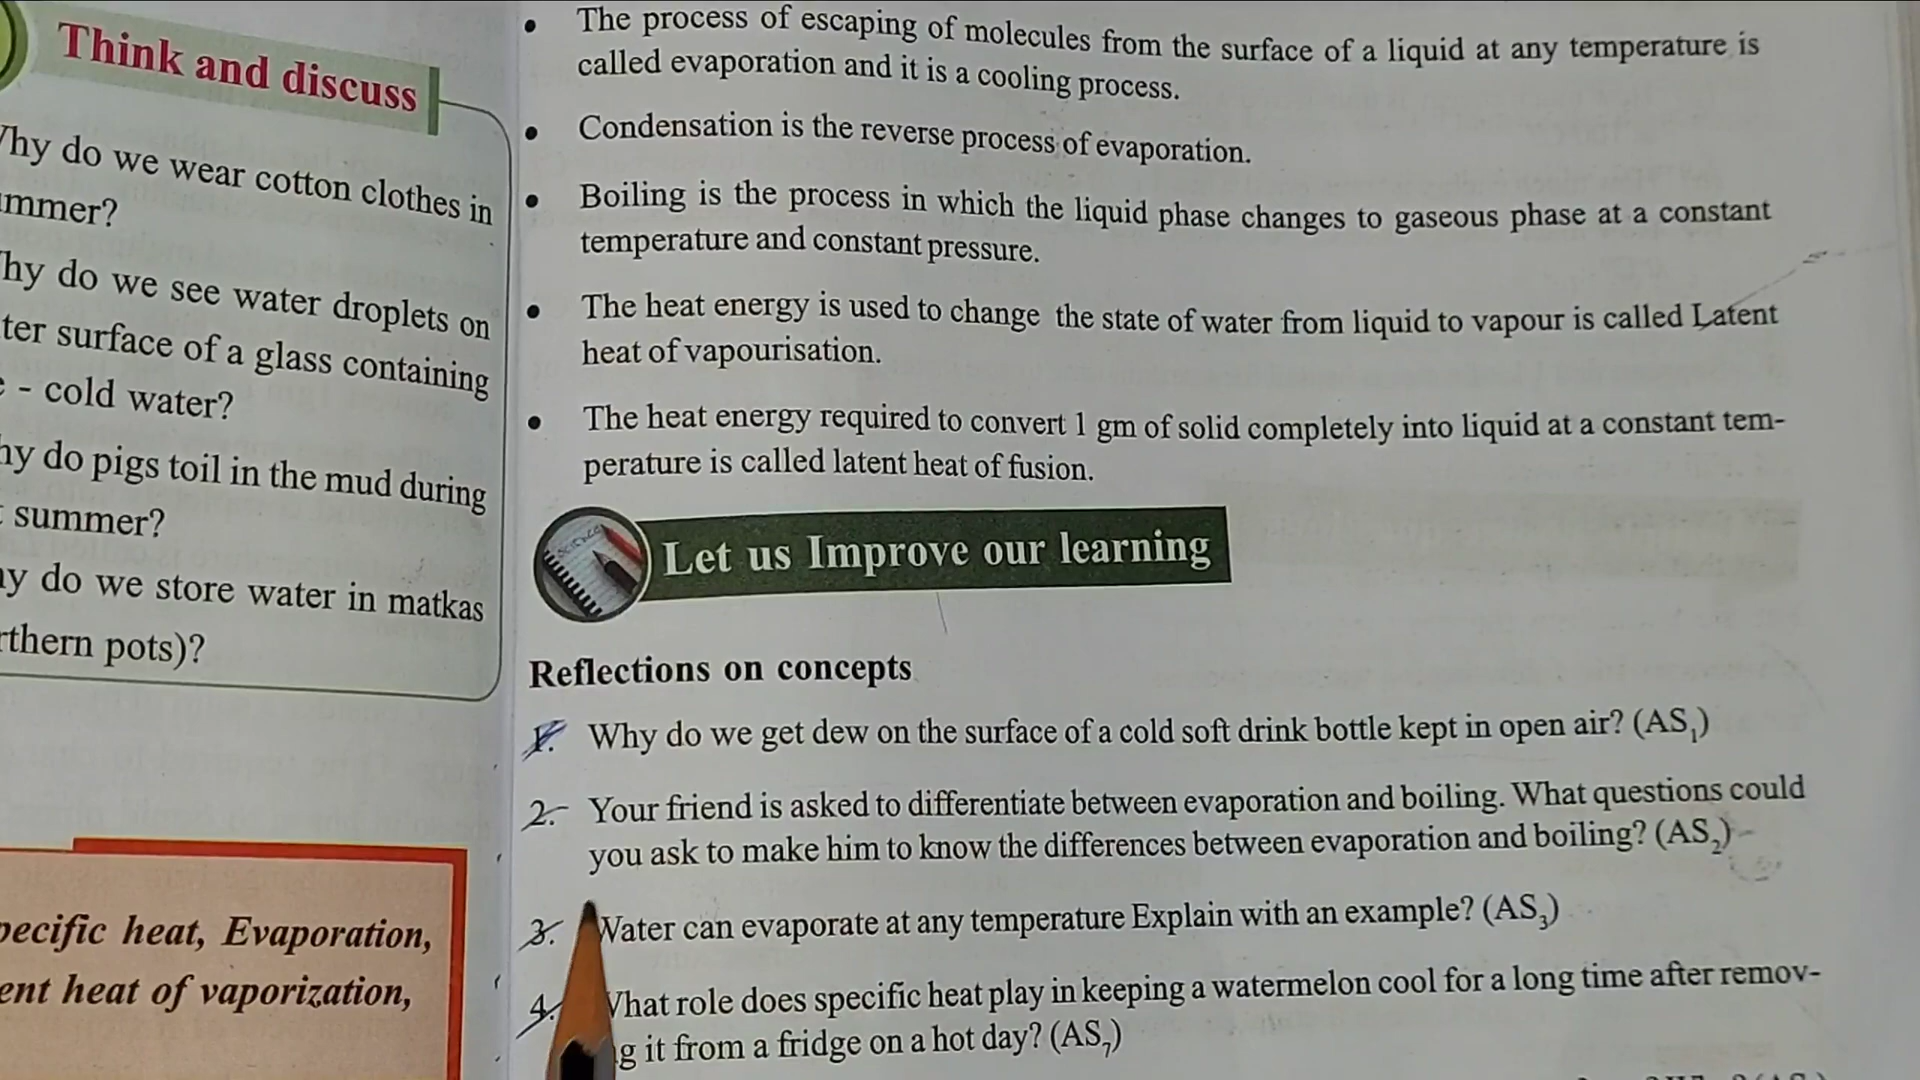 Think and discuss
hy do we wear cotton clothes in
mmer?
hy do we see water droplets on
ter surface of a glass containing
- cold water?
hy do pigs toil in the mud during
summer?
y do we store water in matkas
rthern pots)?
pecific heat, Evaporation,
ent heat of vaporization,
• The process of escaping of molecules from the surface of a liquid at any temperature is
called evaporation and it is a cooling process.
• Condensation is the reverse process of evaporation.
• Boiling is the process in which the liquid phase changes to gaseous phase at a constant
temperature and constant pressure.
• The heat energy is used to change the state of water from liquid to vapour is called Latent
heat of vapourisation.
• The heat energy required to convert 1 gm of solid completely into liquid at a constant tem-
perature is called latent heat of fusion.
Let us Improve our learning
Reflections on concepts
1. Why do we get dew on the surface of a cold soft drink bottle kept in open air? (AS₁)
2. Your friend is asked to differentiate between evaporation and boiling. What questions could
you ask to make him to know the differences between evaporation and boiling? (AS₂)
3. Water can evaporate at any temperature Explain with an example? (AS₃)
4. What role does specific heat play in keeping a watermelon cool for a long time after remov-
g it from a fridge on a hot day? (AS₇)